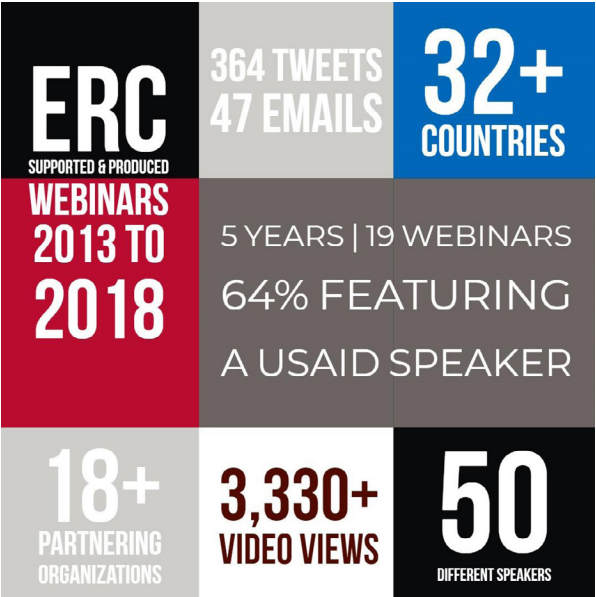 ERC
SUPPORTED & PRODUCED
WEBINARS
2013 TO
2018
364 TWEETS
47 EMAILS
32+
COUNTRIES
5 YEARS | 19 WEBINARS
64% FEATURING
A USAID SPEAKER
18+
PARTNERING
ORGANIZATIONS
3,330+
VIDEO VIEWS
50
DIFFERENT SPEAKERS